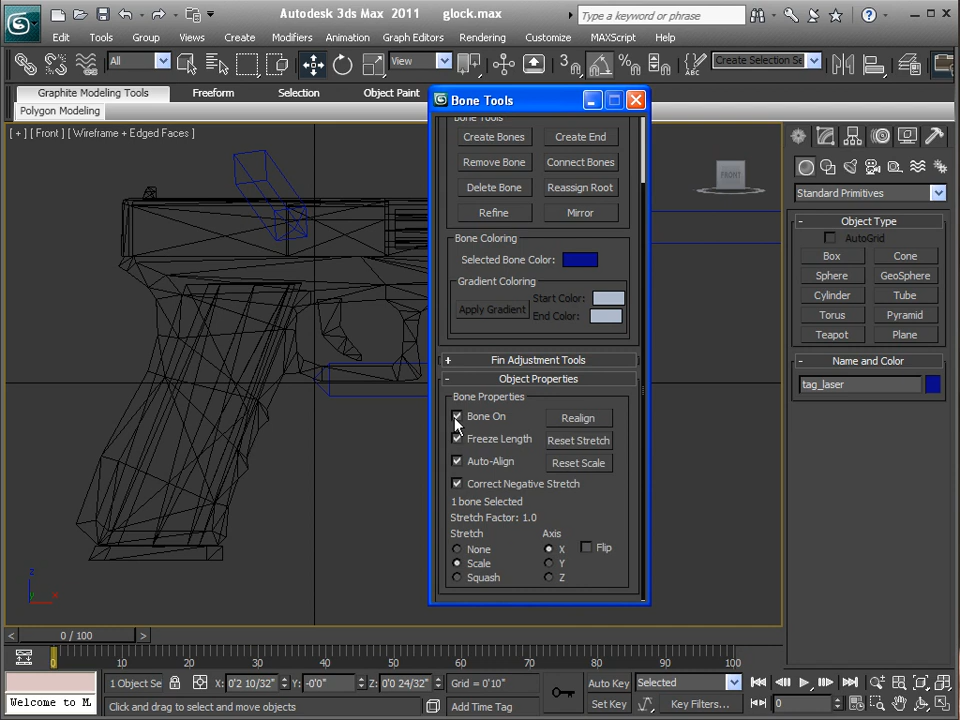 Autodesk 3ds Max 2011 glock.max
Type a keyword or phrase
Edit Tools Group Views Create Modifiers Animation Graph Editors Rendering Customize MAXScript Help
All
View
3
Create Selection Se
Graphite Modeling Tools Freeform Selection Object Paint
Polygon Modeling
[ + ] [ Front ] [ Wireframe + Edged Faces ]
FRONT
z
y
x
Bone Tools
Bone Tools
Create Bones Create End
Remove Bone Connect Bones
Delete Bone Reassign Root
Refine Mirror
Bone Coloring
Selected Bone Color:
Gradient Coloring
Apply Gradient
Start Color:
End Color:
+ Fin Adjustment Tools
- Object Properties
Bone Properties
Bone On Realign
Freeze Length Reset Stretch
Auto-Align Reset Scale
Correct Negative Stretch
1 bone Selected
Stretch Factor: 1.0
Stretch Axis
None X Flip
Scale Y
Squash Z
Standard Primitives
- Object Type
AutoGrid
Box Cone
Sphere GeoSphere
Cylinder Tube
Torus Pyramid
Teapot Plane
- Name and Color
tag_laser
< 0 / 100 >
0 10 20 30 40 50 60 70 80 90 100
1 Object Se X: 0'2 10/32" Y: -0'0" Z: 0'0 24/32" Grid = 0'10" Auto Key Selected
Welcome to M Click and drag to select and move objects Add Time Tag Set Key Key Filters... 0